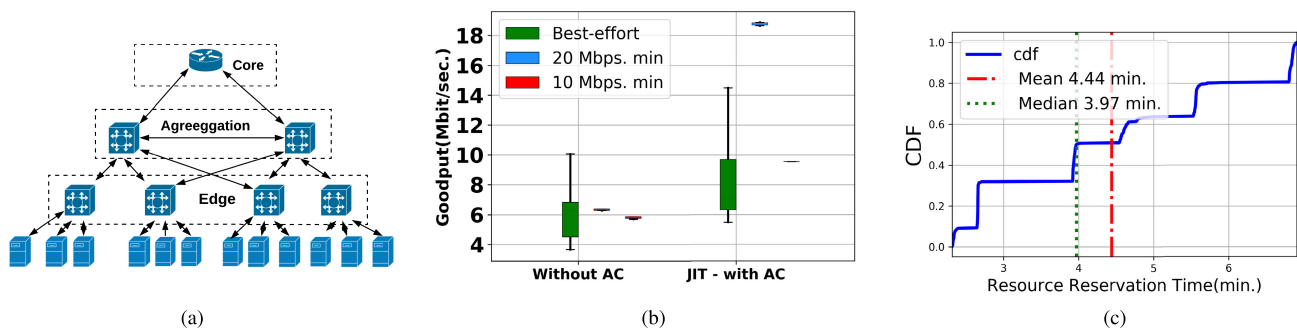 Core
Agreeggation
Edge
(a)
Goodput(Mbit/sec.)
18
16
14
12
10
8
6
4
Best-effort
20 Mbps. min
10 Mbps. min
Without AC
JIT - with AC
(b)
CDF
1.0
0.8
0.6
0.4
0.2
0.0
cdf
Mean 4.44 min.
Median 3.97 min.
3 4 5 6
Resource Reservation Time(min.)
(c)